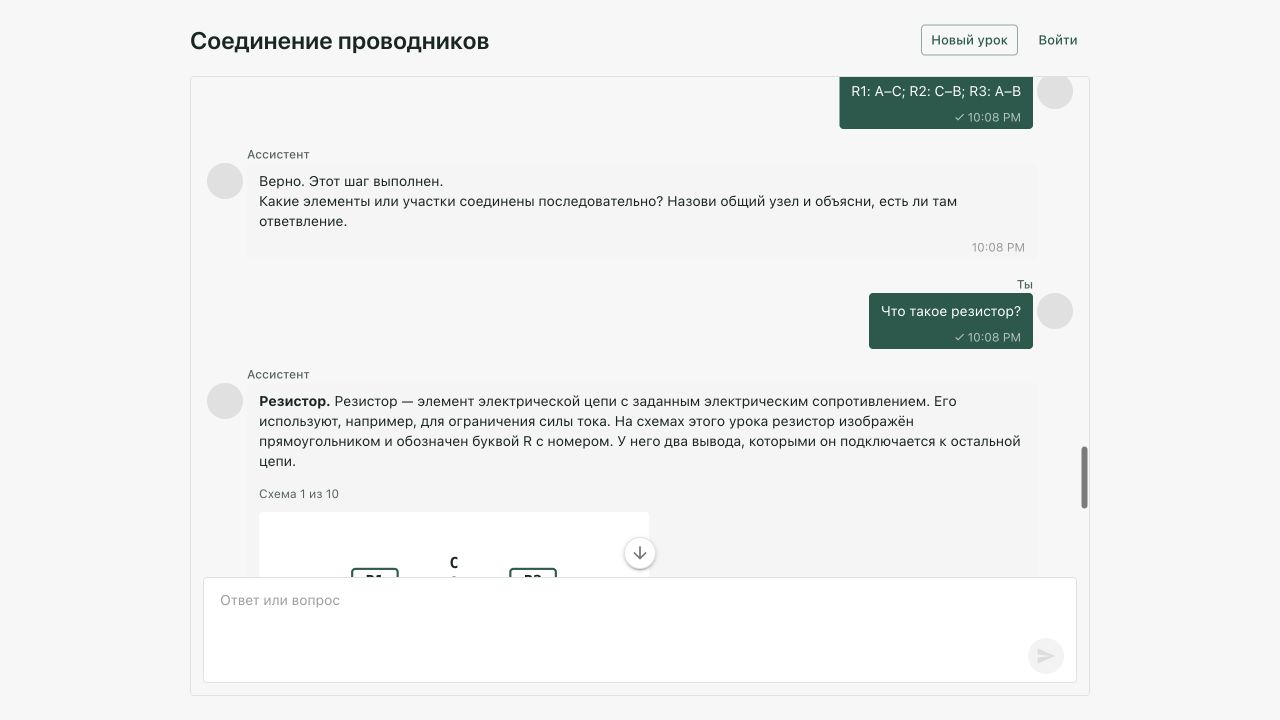 Соединение проводников
Новый урок
Войти
R1: A–C; R2: C–B; R3: A–B
✓ 10:08 PM
Ассистент
Верно. Этот шаг выполнен.
Какие элементы или участки соединены последовательно? Назови общий узел и объясни, есть ли там
ответвление.
10:08 PM
Ты
Что такое резистор?
✓ 10:08 PM
Ассистент
Резистор. Резистор — элемент электрической цепи с заданным электрическим сопротивлением. Его
используют, например, для ограничения силы тока. На схемах этого урока резистор изображён
прямоугольником и обозначен буквой R с номером. У него два вывода, которыми он подключается к остальной
цепи.
Схема 1 из 10
C
Ответ или вопрос